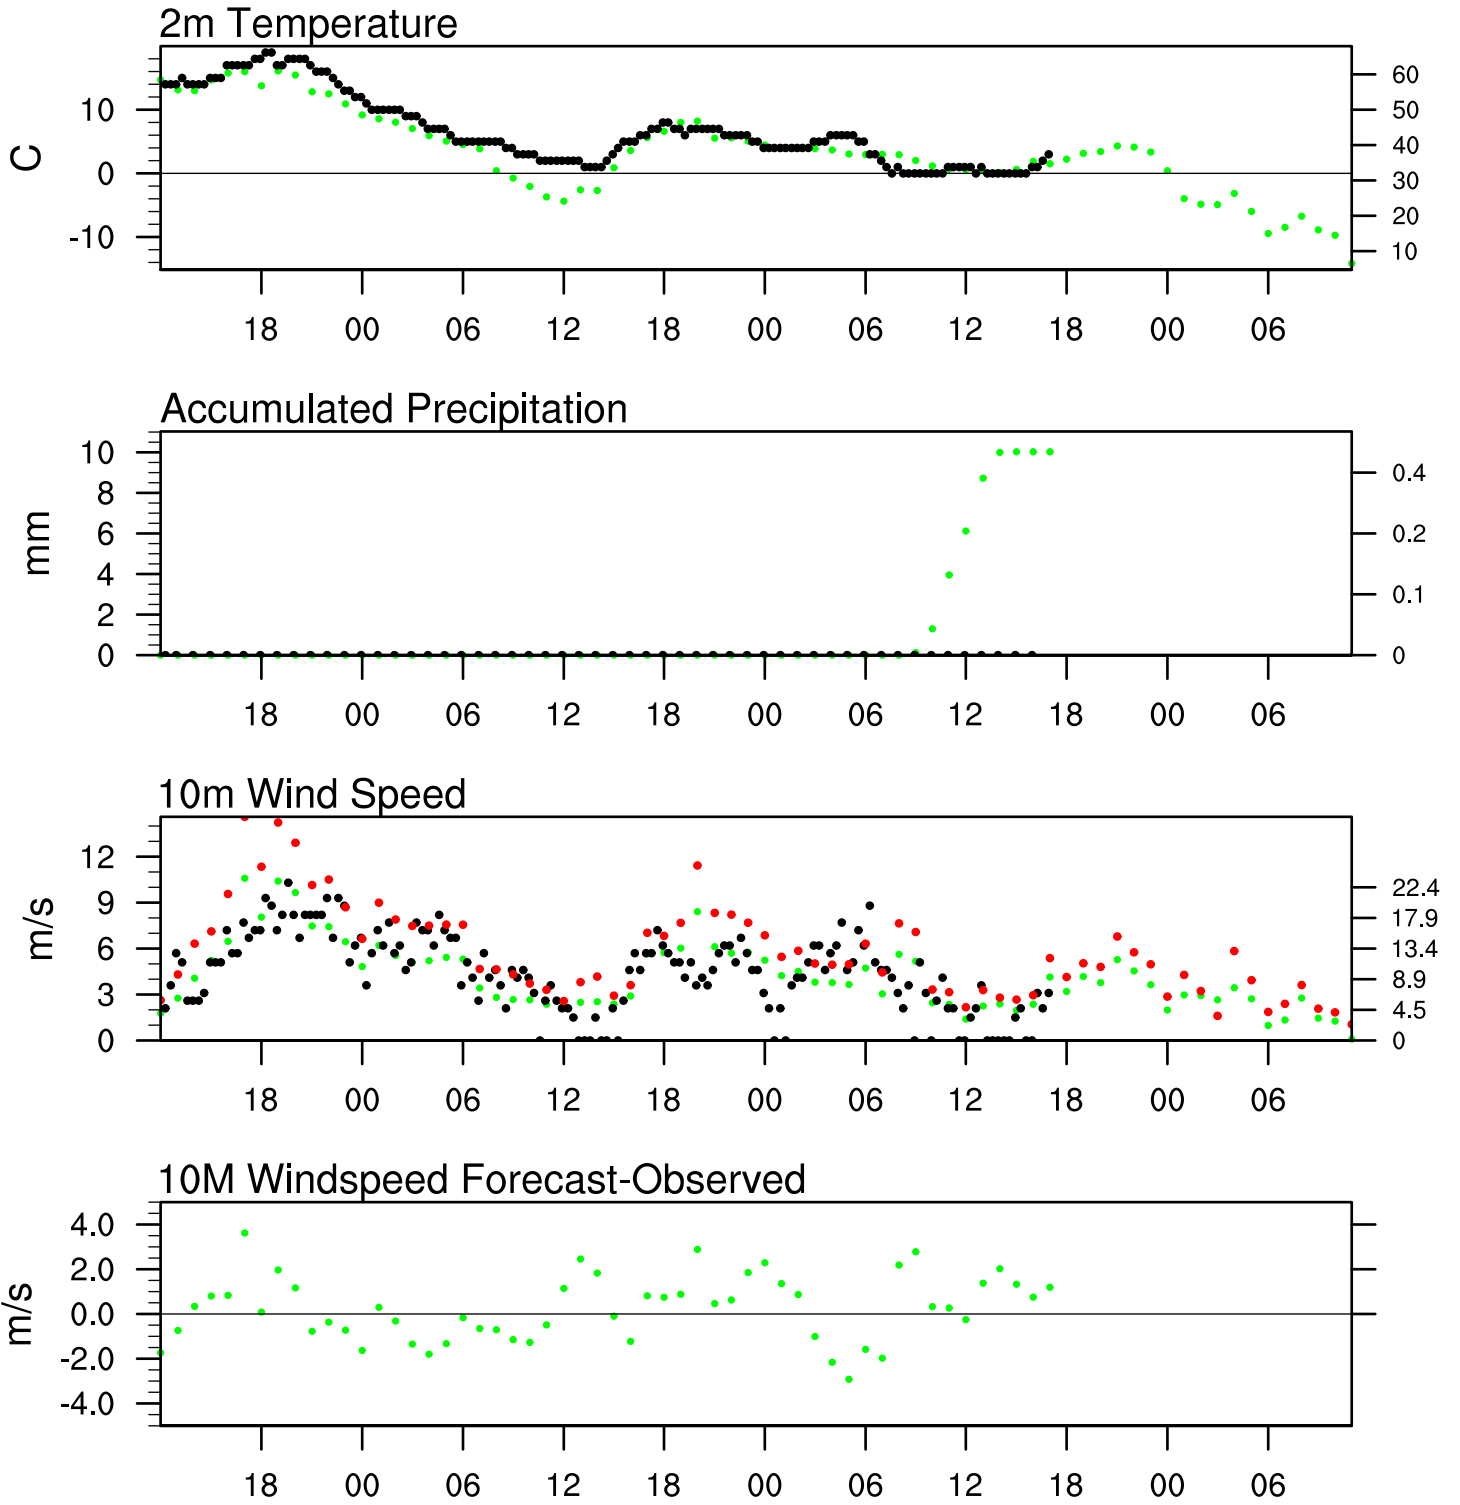 2m Temperature
C
10
0
-10
60
50
40
30
20
10
18 00 06 12 18 00 06 12 18 00 06
Accumulated Precipitation
mm
10
8
6
4
2
0
0.4
0.2
0.1
0
18 00 06 12 18 00 06 12 18 00 06
10m Wind Speed
m/s
12
9
6
3
0
22.4
17.9
13.4
8.9
4.5
0
18 00 06 12 18 00 06 12 18 00 06
10M Windspeed Forecast-Observed
m/s
4.0
2.0
0.0
-2.0
-4.0
18 00 06 12 18 00 06 12 18 00 06